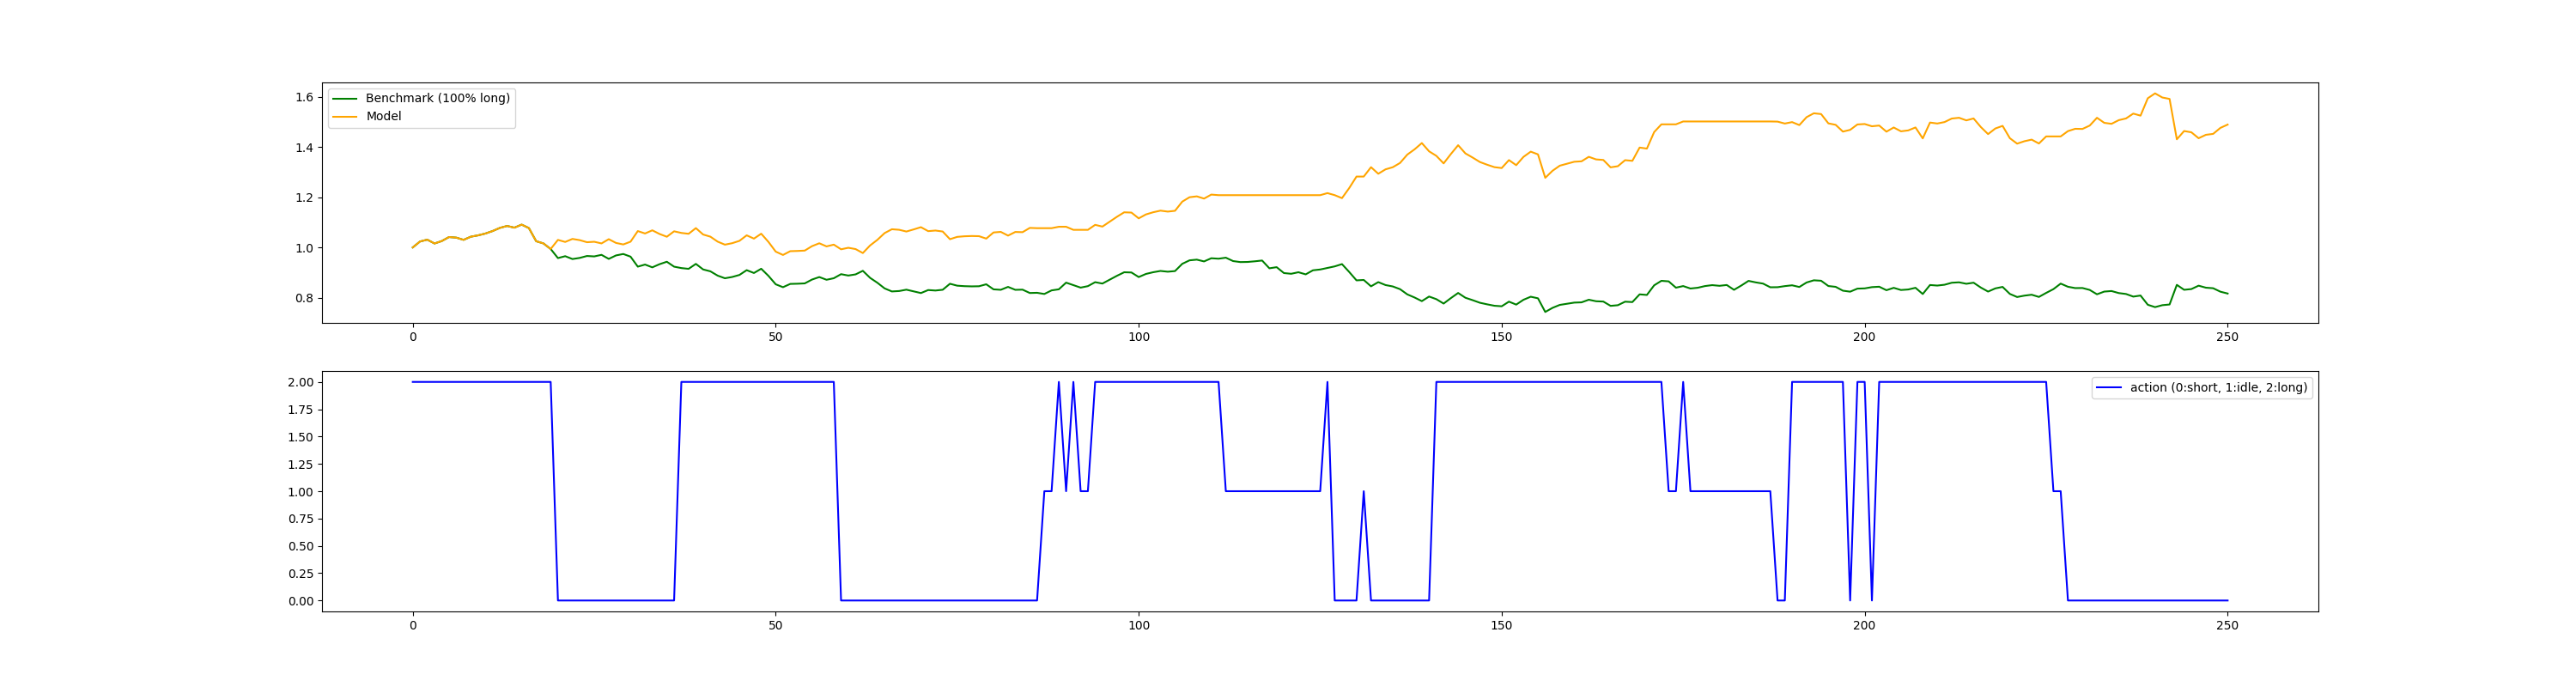 Benchmark (100% long)
Model
1.6
1.4
1.2
1.0
0.8
0 50 100 150 200 250
action (0:short, 1:idle, 2:long)
2.00
1.75
1.50
1.25
1.00
0.75
0.50
0.25
0.00
0 50 100 150 200 250